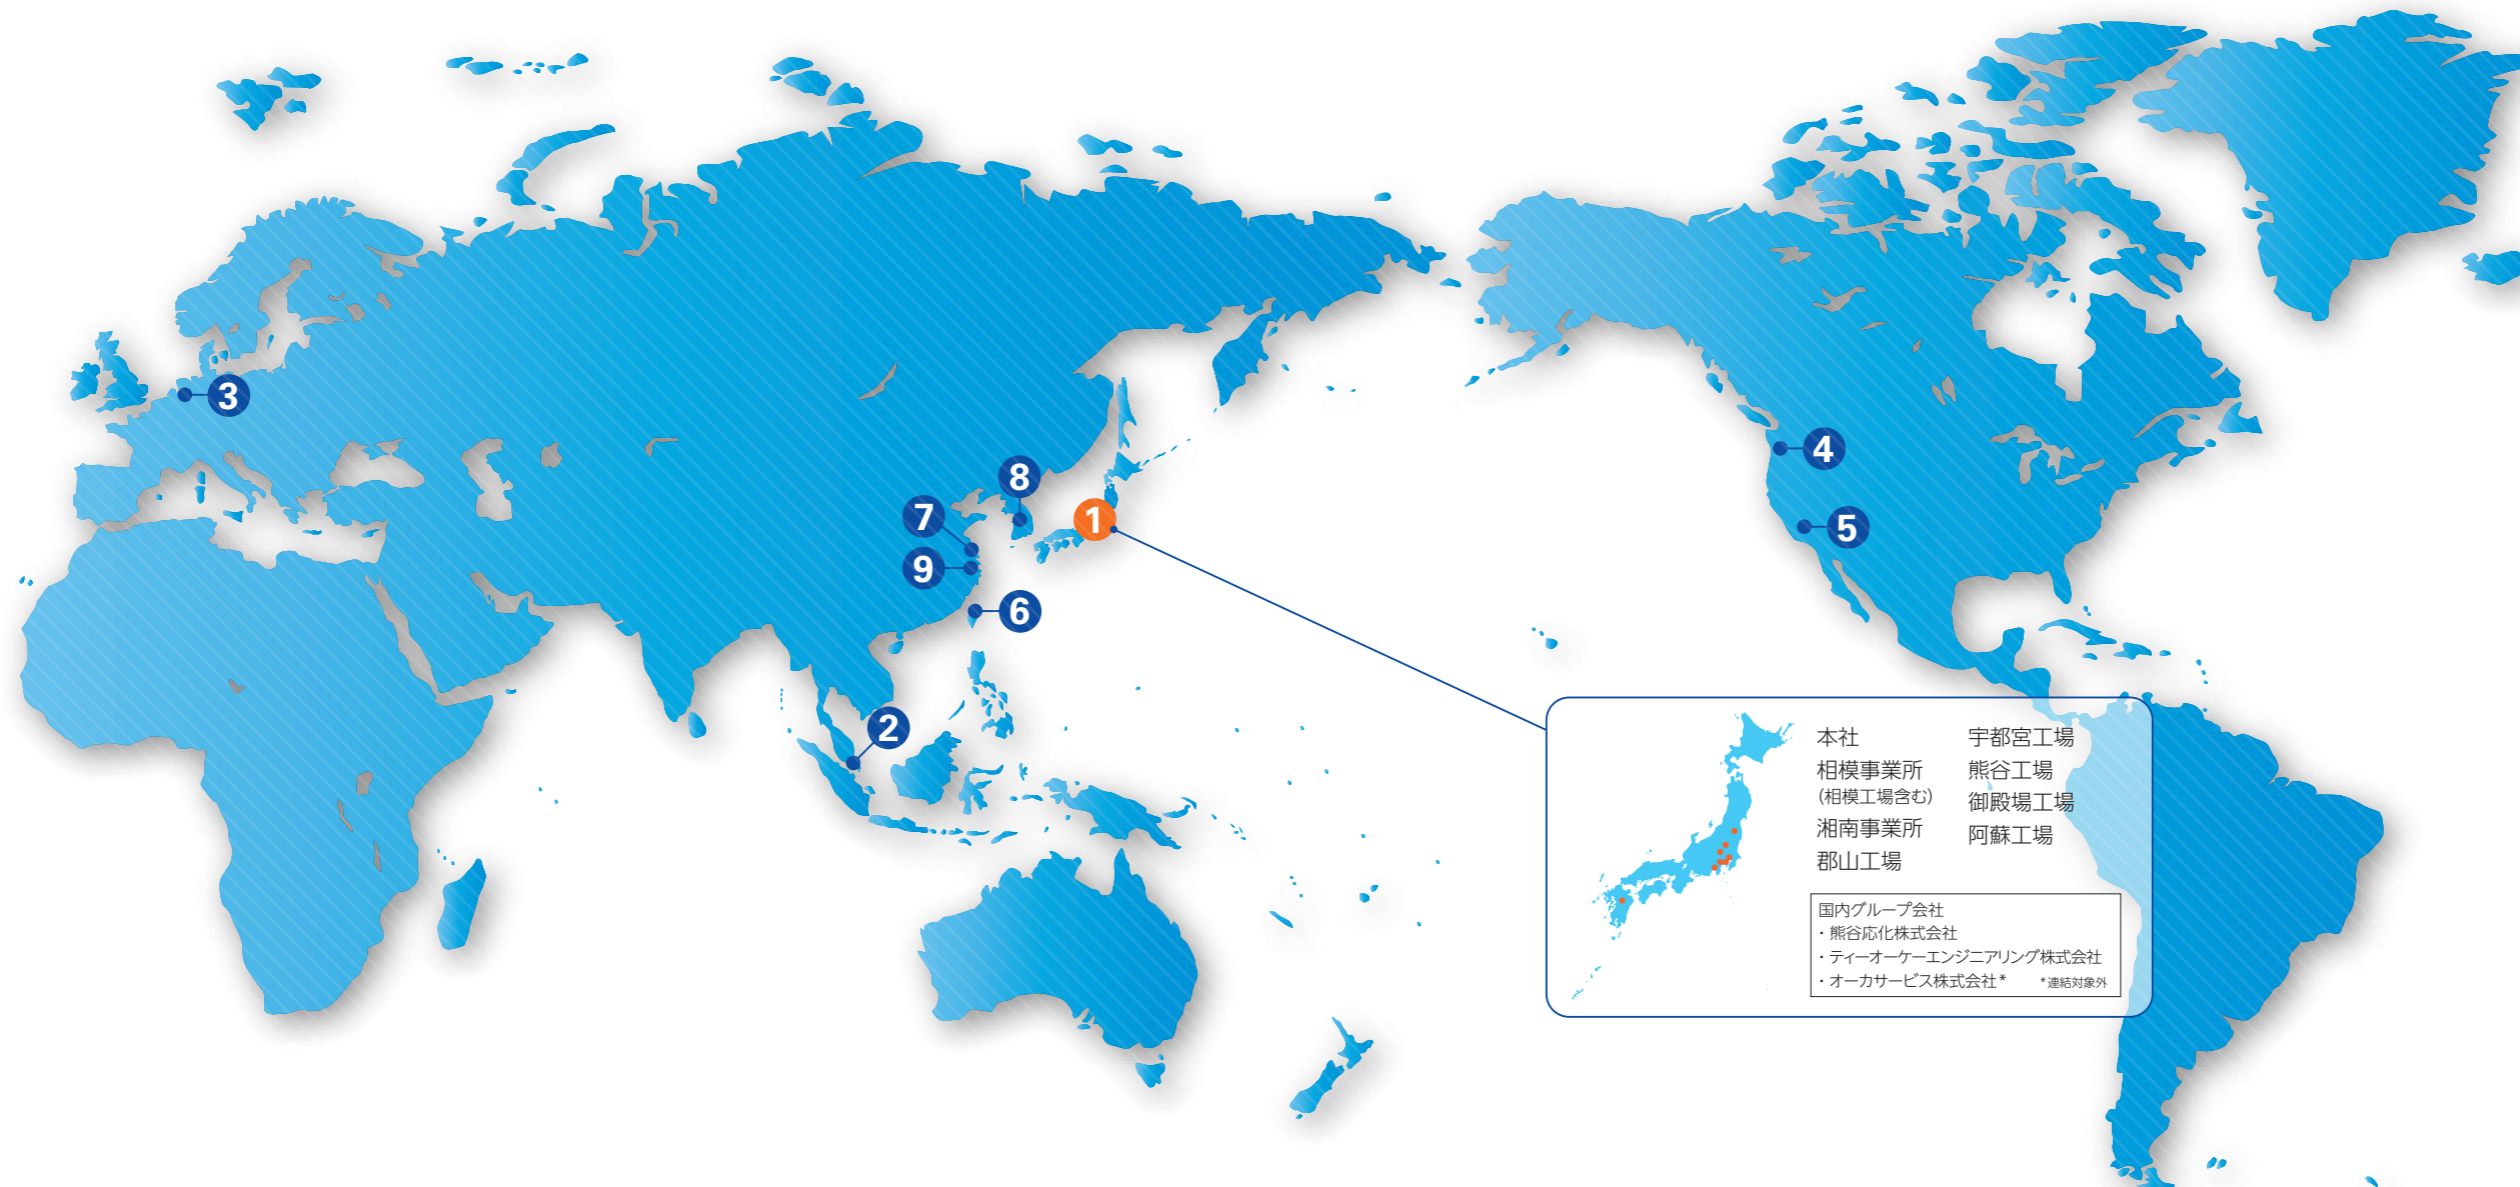 3
4
8
7
1
5
9
6
2
本社
相模事業所
(相模工場含む)
湘南事業所
郡山工場
宇都宮工場
熊谷工場
御殿場工場
阿蘇工場
国内グループ会社
・熊谷応化株式会社
・ティーオーケーエンジニアリング株式会社
・オーカサービス株式会社* *連結対象外